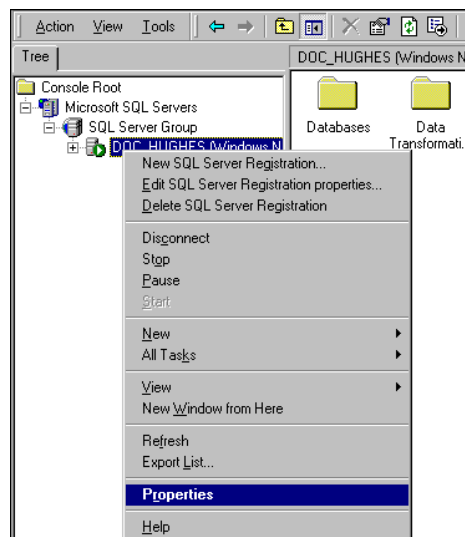 Action View Tools
Tree
DOC_HUGHES (Windows N
Console Root
Microsoft SQL Servers
SQL Server Group
DOC_HUGHES (Windows N
Databases
Data
Transformati..
New SQL Server Registration...
Edit SQL Server Registration properties...
Delete SQL Server Registration
Disconnect
Stop
Pause
Start
New
All Tasks
View
New Window from Here
Refresh
Export List...
Properties
Help